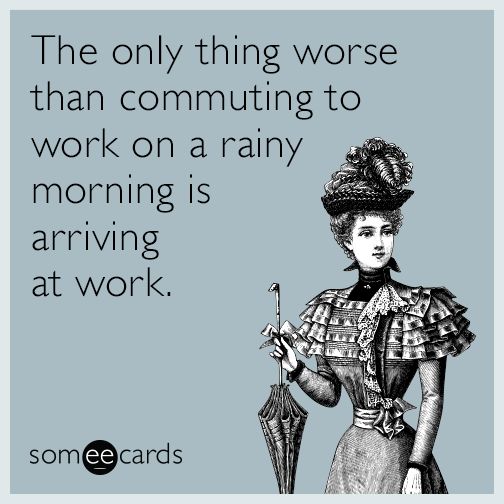 The only thing worse
than commuting to
work on a rainy
morning is
arriving
at work.
someecards